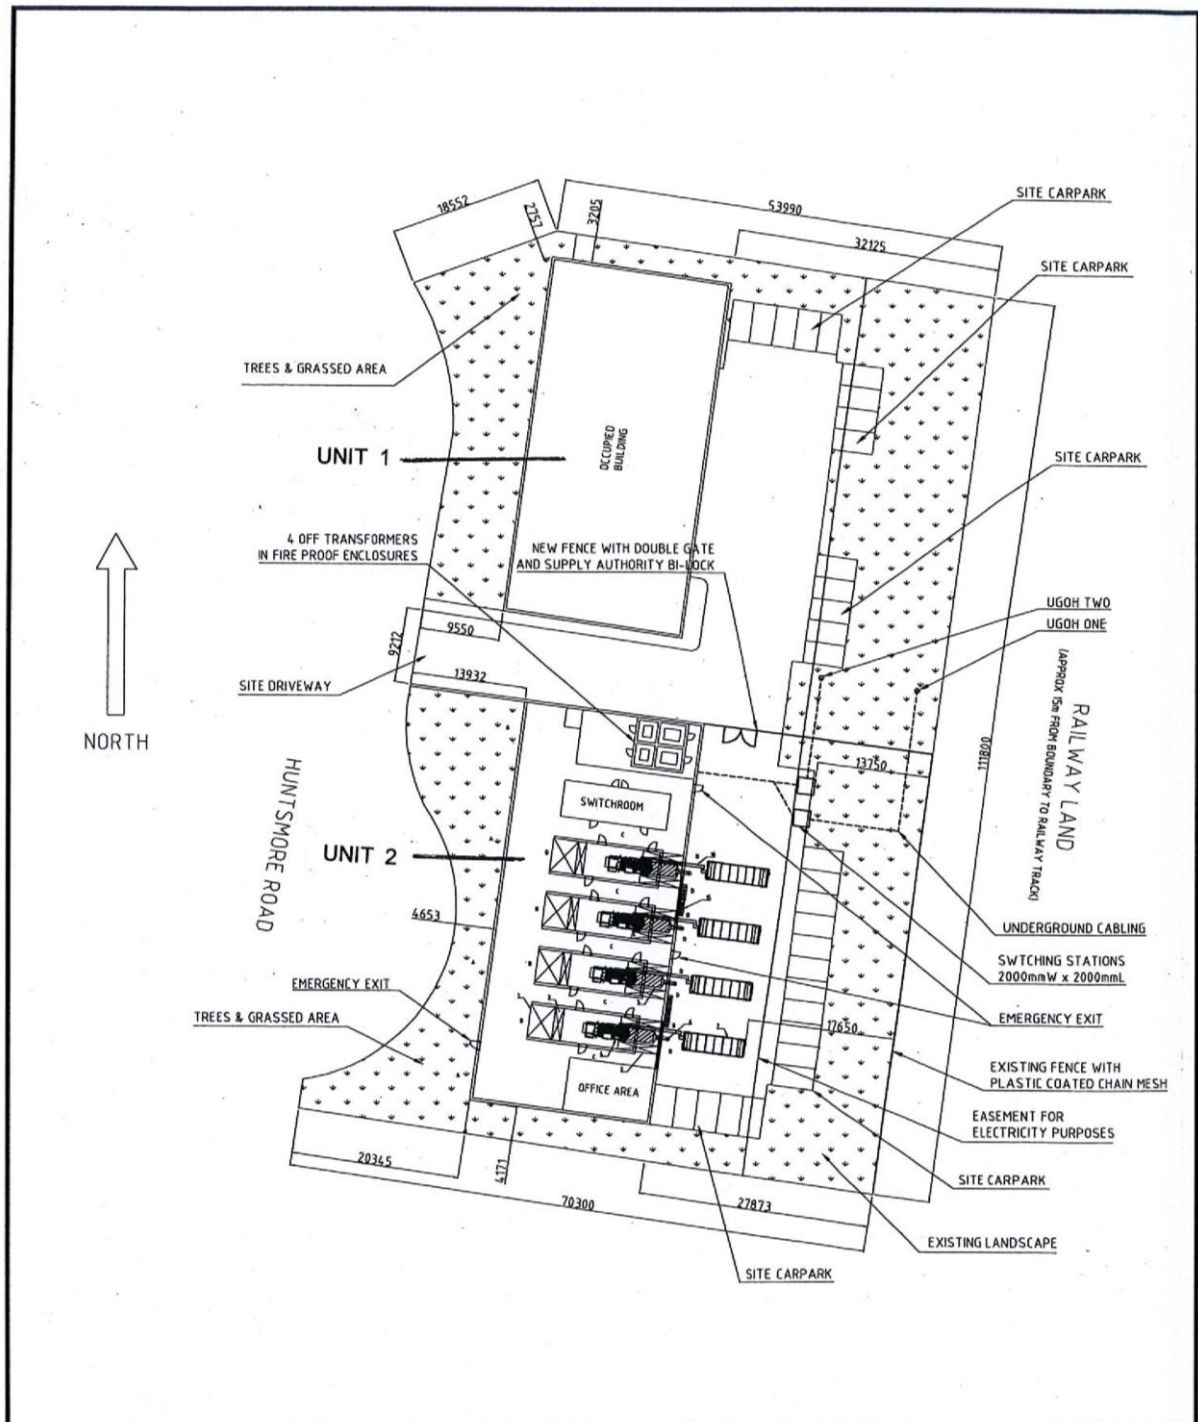 SITE CARPARK
18552
2757
3205
53990
32125
SITE CARPARK
TREES & GRASSED AREA
UNIT 1
OCCUPIED
BUILDING
SITE CARPARK
4 OFF TRANSFORMERS
IN FIRE PROOF ENCLOSURES
NEW FENCE WITH DOUBLE GATE
AND SUPPLY AUTHORITY BI-LOCK
UGOH TWO
UGOH ONE
9212
9550
13932
SITE DRIVEWAY
NORTH
RAILWAY LAND
(APPROX 15m FROM BOUNDARY TO RAILWAY TRACK)
111800
13750
HUNTSMORE ROAD
SWITCHROOM
UNIT 2
4653
UNDERGROUND CABLING
SWTCHING STATIONS
2000mmW x 2000mmL
EMERGENCY EXIT
EMERGENCY EXIT
TREES & GRASSED AREA
17650
EXISTING FENCE WITH
PLASTIC COATED CHAIN MESH
OFFICE AREA
EASEMENT FOR
ELECTRICITY PURPOSES
20345
4171
70300
27873
SITE CARPARK
EXISTING LANDSCAPE
SITE CARPARK